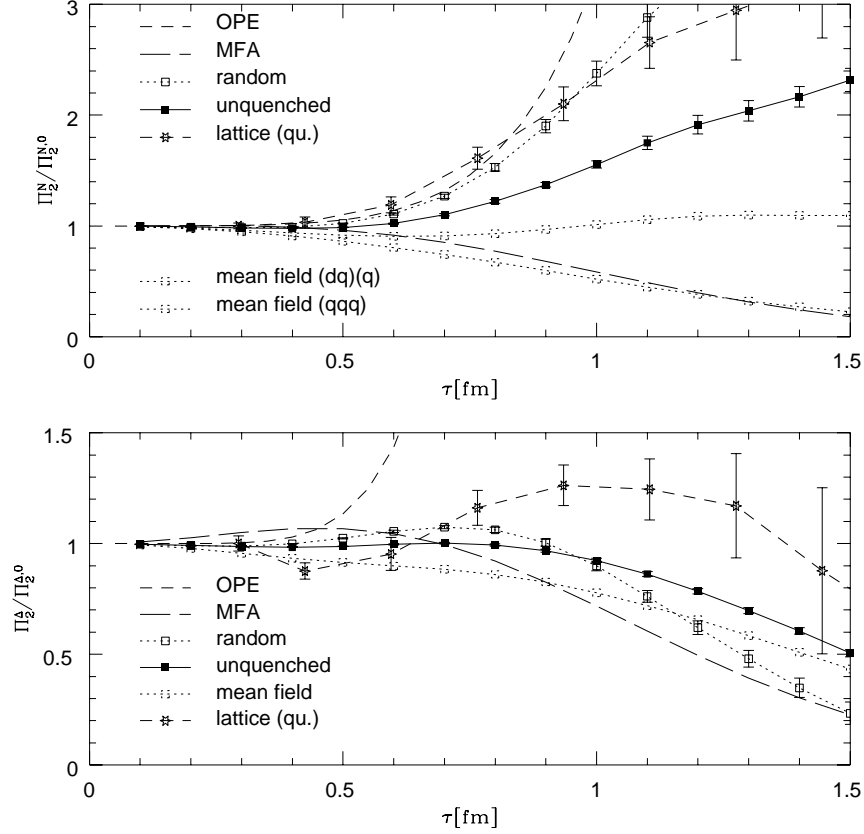 3
OPE
MFA
random
unquenched
lattice (qu.)
2
Π₂ᴺ/Π₂ᴺ,⁰
1
mean field (dq)(q)
mean field (qqq)
0
0 0.5 1 1.5
τ[fm]
1.5
1
OPE
MFA
random
unquenched
mean field
lattice (qu.)
Π₂^Δ/Π₂^Δ,⁰
0.5
0
0 0.5 1 1.5
τ[fm]